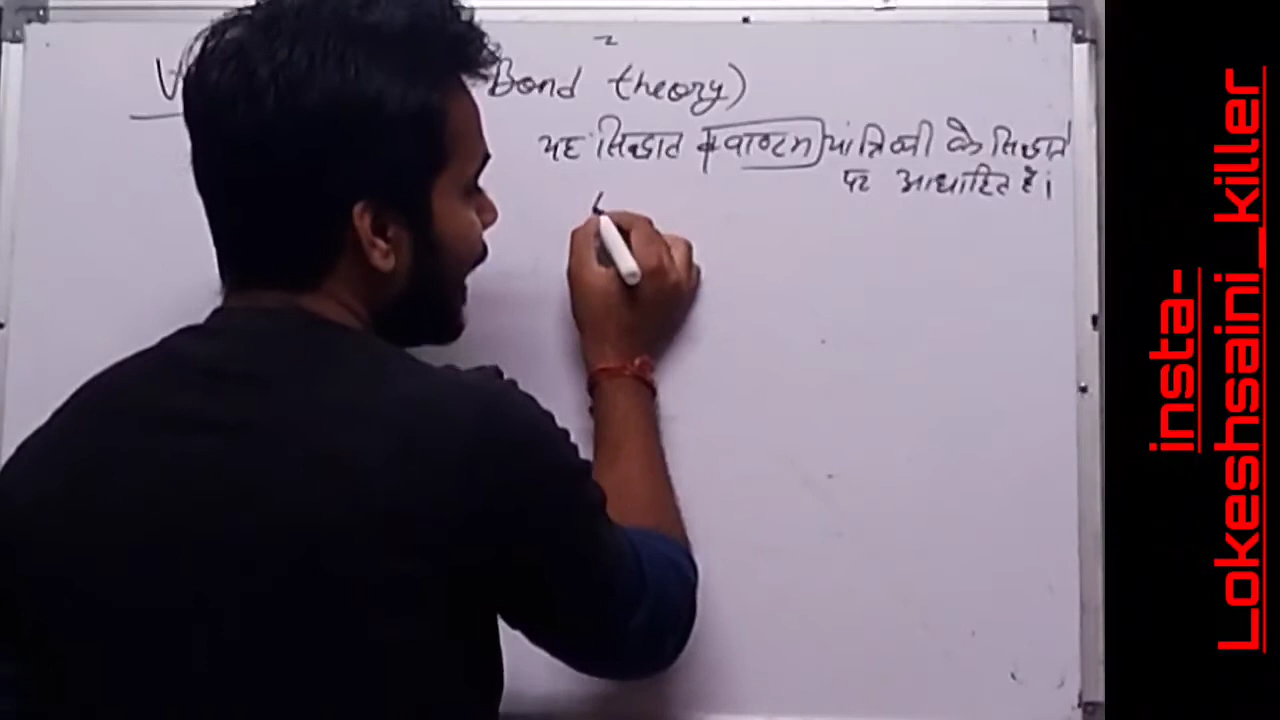 Bond theory)
यह सिद्धांत क्वाण्टम यांत्रिकी के सिद्धांत
पर आधारित है।
insta-
Lokeshsaini_killer